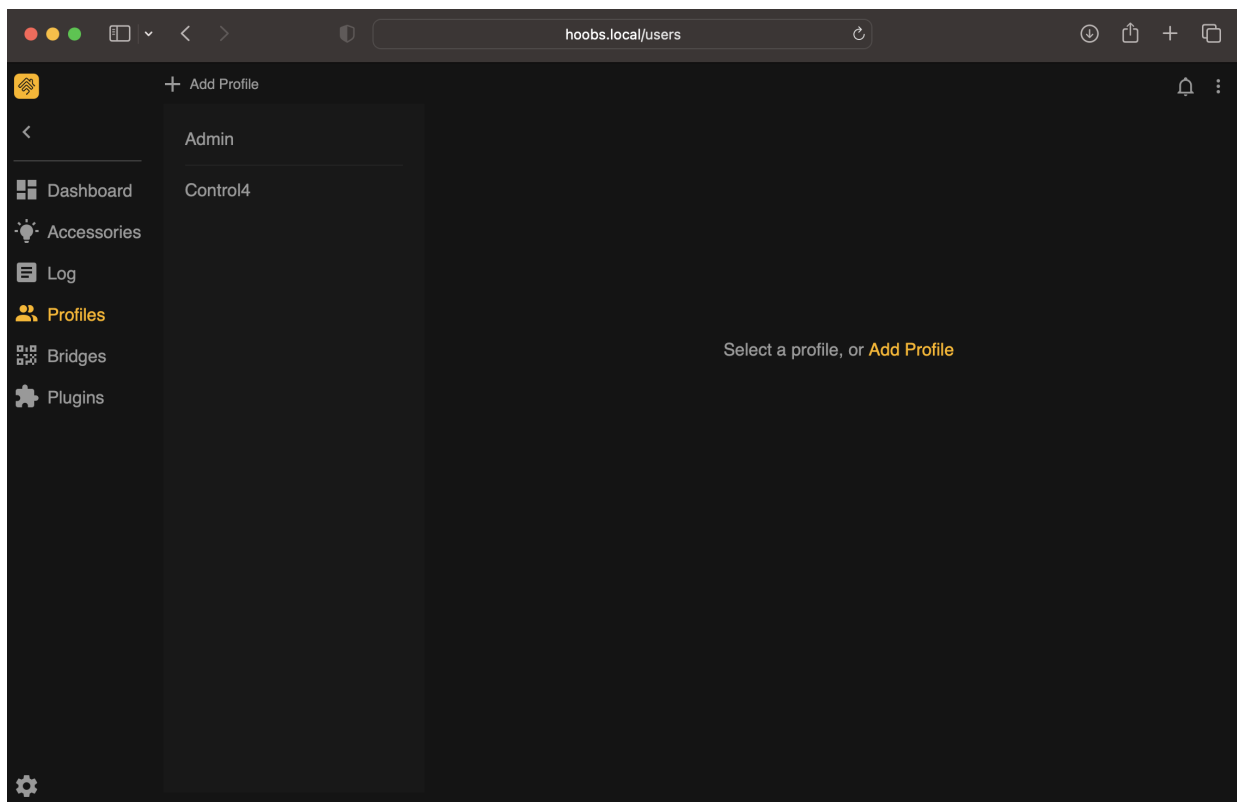 hoobs.local/users
Add Profile
Admin
Control4
Dashboard
Accessories
Log
Profiles
Bridges
Plugins
Select a profile, or Add Profile